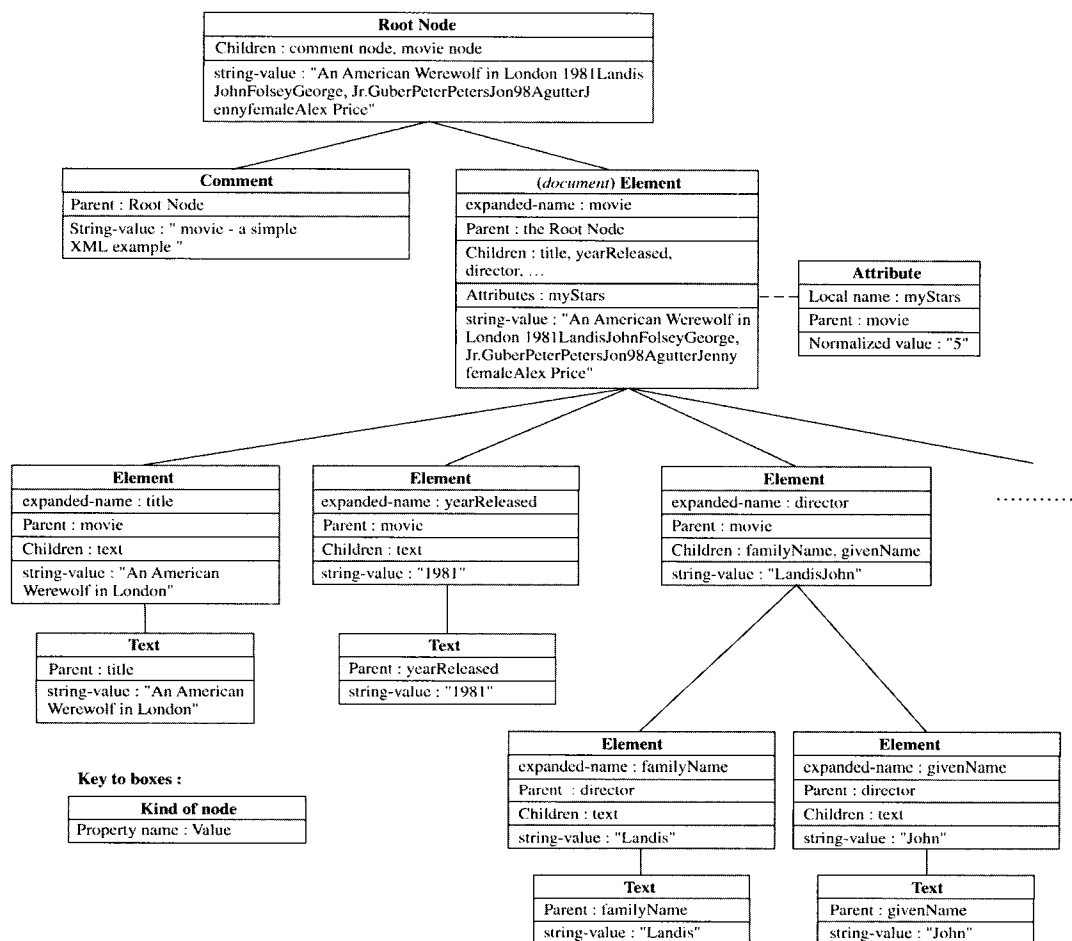 Root Node
Children : comment node, movie node
string-value : "An American Werewolf in London 1981Landis
JohnFolseyGeorge, Jr.GuberPeterPetersJon98AgutterJ
ennyfemaleAlex Price"
Comment
Parent : Root Node
String-value : " movie - a simple
XML example "
(document) Element
expanded-name : movie
Parent : the Root Node
Children : title, yearReleased,
director, ...
Attributes : myStars
string-value : "An American Werewolf in
London 1981LandisJohnFolseyGeorge,
Jr.GuberPeterPetersJon98AgutterJenny
femaleAlex Price"
Attribute
Local name : myStars
Parent : movie
Normalized value : "5"
Element
expanded-name : title
Parent : movie
Children : text
string-value : "An American
Werewolf in London"
Element
expanded-name : yearReleased
Parent : movie
Children : text
string-value : "1981"
Element
expanded-name : director
Parent : movie
Children : familyName, givenName
string-value : "LandisJohn"
Text
Parent : title
string-value : "An American
Werewolf in London"
Text
Parent : yearReleased
string-value : "1981"
Element
expanded-name : familyName
Parent : director
Children : text
string-value : "Landis"
Element
expanded-name : givenName
Parent : director
Children : text
string-value : "John"
Key to boxes :
Kind of node
Property name : Value
Text
Parent : familyName
string-value : "Landis"
Text
Parent : givenName
string-value : "John"